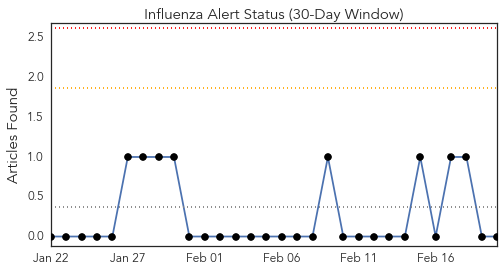 Influenza Alert Status (30-Day Window)
Articles Found
2.5
2.0
1.5
1.0
0.5
0.0
Jan 22 Jan 27 Feb 01 Feb 06 Feb 11 Feb 16